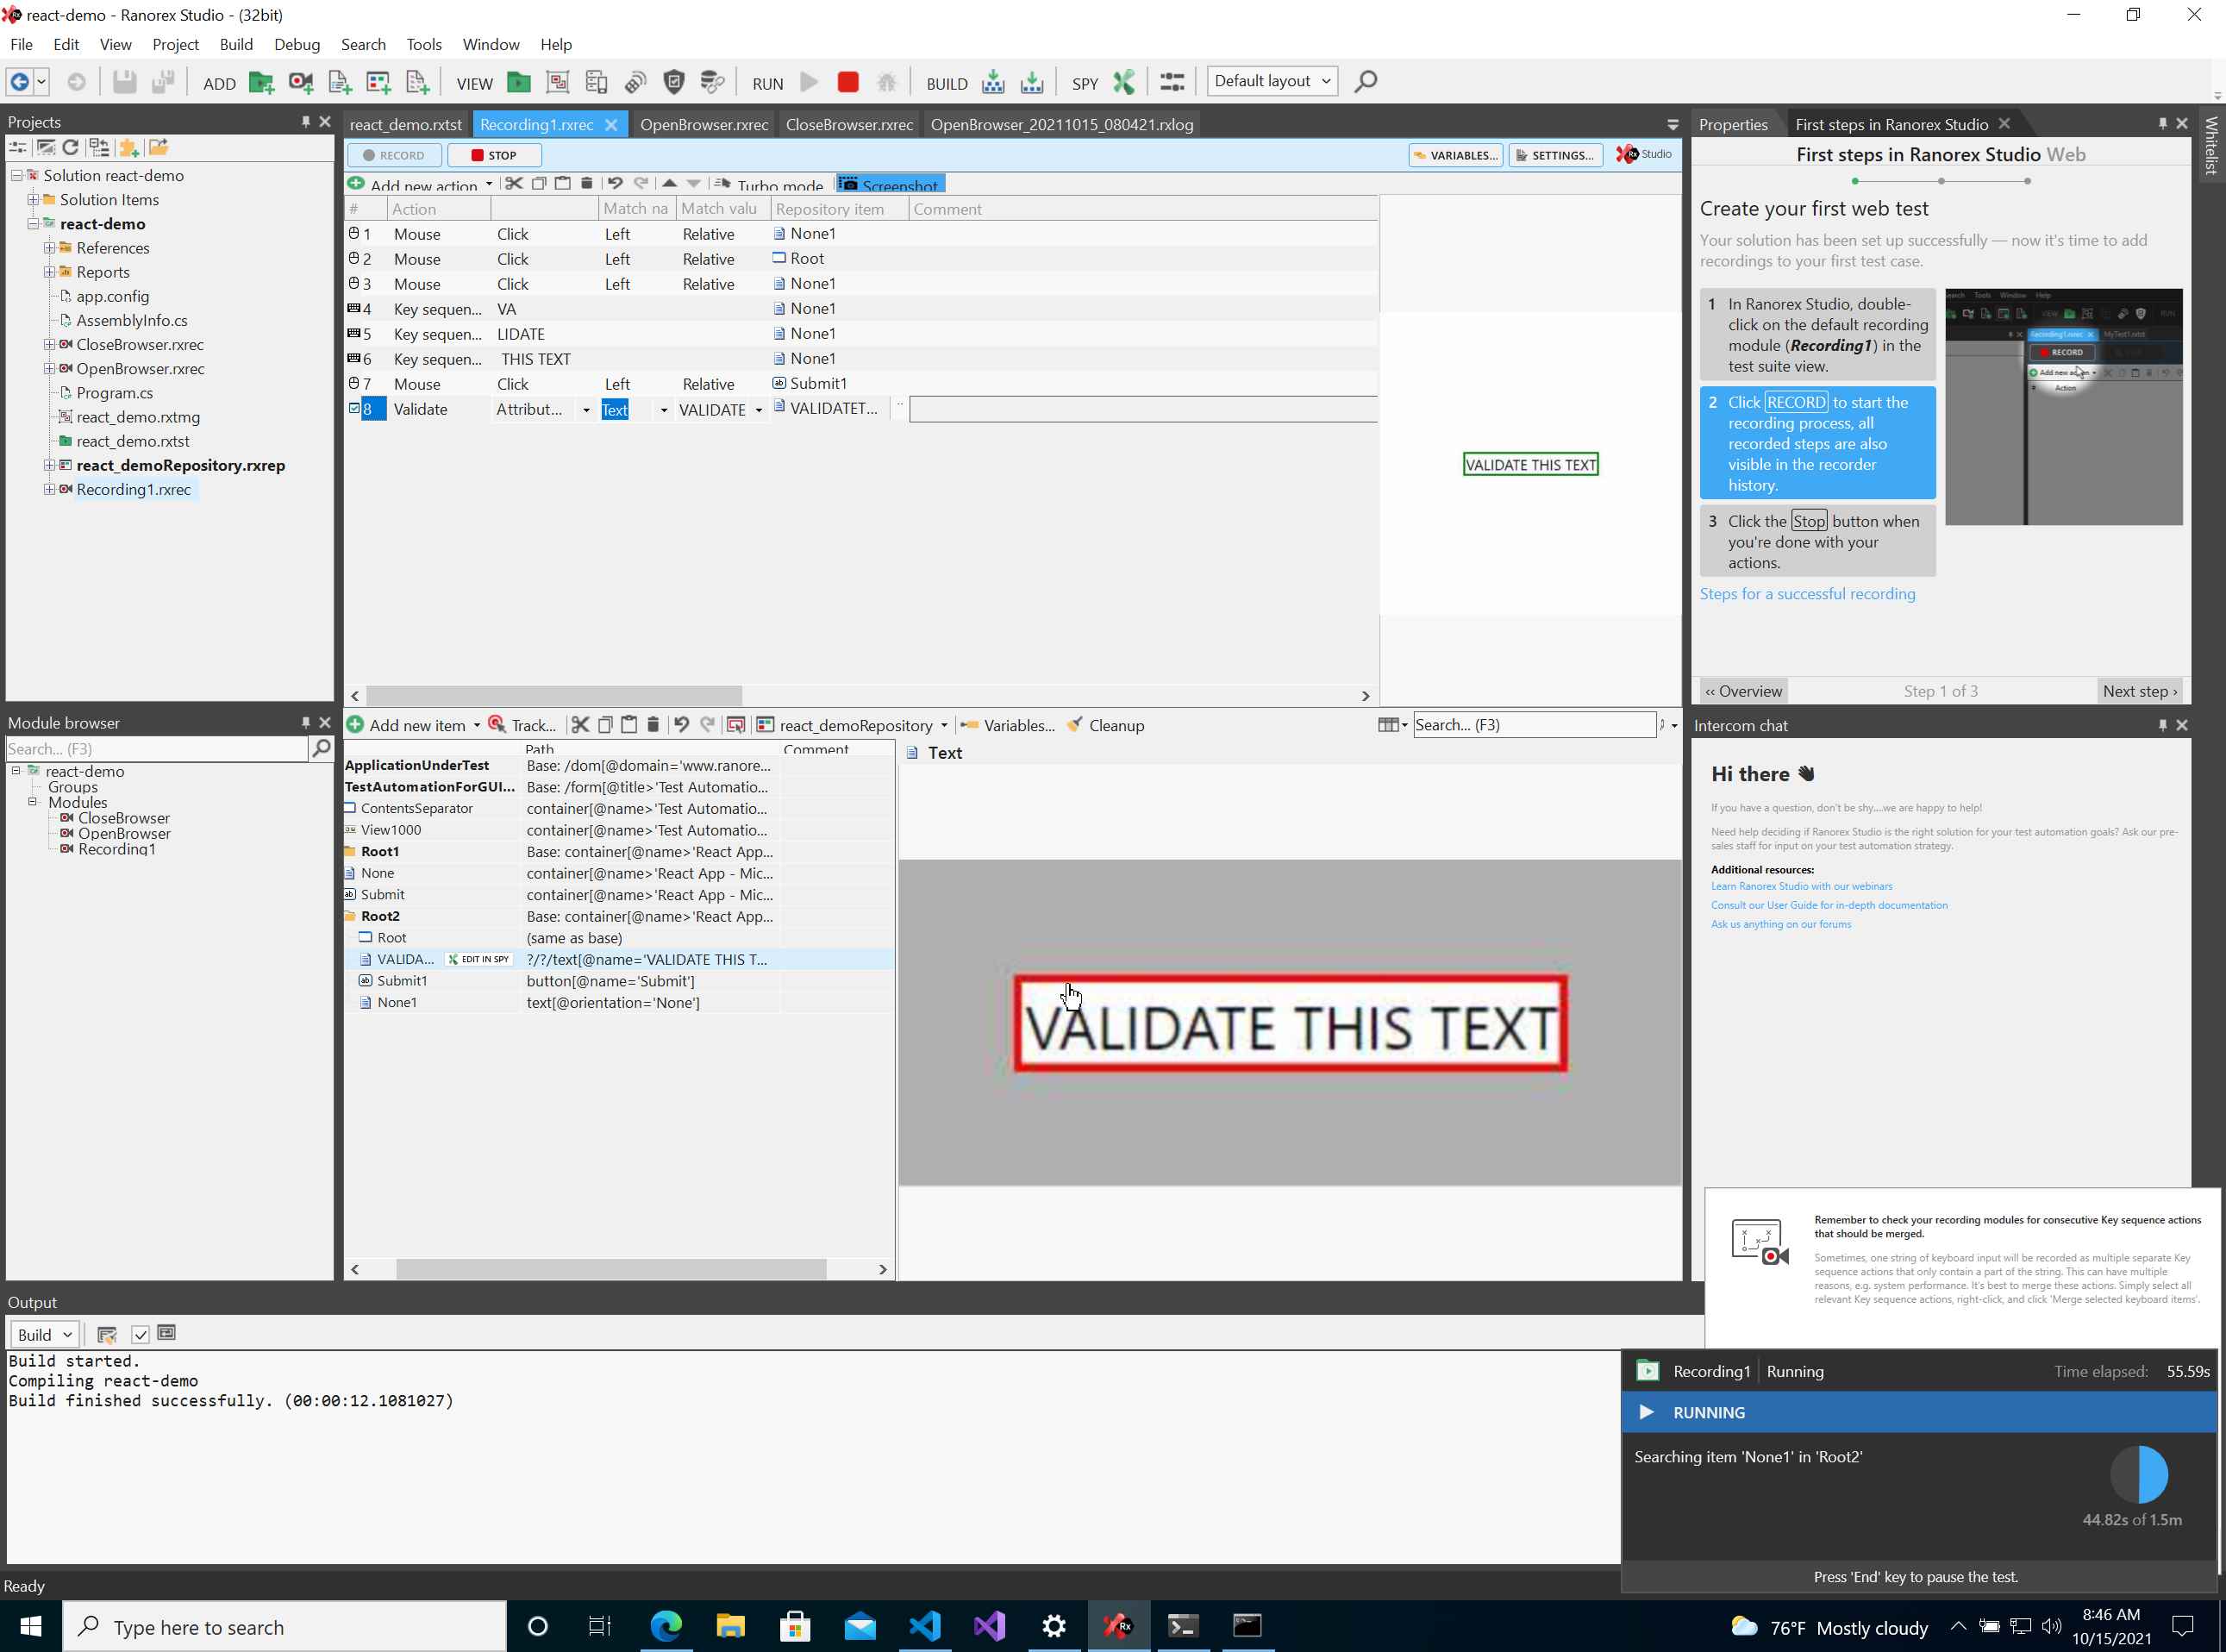 react-demo - Ranorex Studio - (32bit)
File Edit View Project Build Debug Search Tools Window Help
ADD VIEW RUN BUILD SPY Default layout
Projects
Solution react-demo
Solution Items
react-demo
References
Reports
app.config
AssemblyInfo.cs
CloseBrowser.rxrec
OpenBrowser.rxrec
Program.cs
react_demo.rxtmg
react_demo.rxtst
react_demoRepository.rxrep
Recording1.rxrec
react_demo.rxtst Recording1.rxrec OpenBrowser.rxrec CloseBrowser.rxrec OpenBrowser_20211015_080421.rxlog
RECORD STOP VARIABLES... SETTINGS... Rx Studio
Add new action Turbo mode Screenshot
# Action Match na Match valu Repository item Comment
1 Mouse Click Left Relative None1
2 Mouse Click Left Relative Root
3 Mouse Click Left Relative None1
4 Key sequen... VA None1
5 Key sequen... LIDATE None1
6 Key sequen... THIS TEXT None1
7 Mouse Click Left Relative Submit1
8 Validate Attribut... Text VALIDATE VALIDATET...
VALIDATE THIS TEXT
Properties First steps in Ranorex Studio
Whitelist
First steps in Ranorex Studio Web
Create your first web test
Your solution has been set up successfully — now it's time to add
recordings to your first test case.
1 In Ranorex Studio, double-
click on the default recording
module (Recording1) in the
test suite view.
2 Click RECORD to start the
recording process, all
recorded steps are also
visible in the recorder
history.
3 Click the Stop button when
you're done with your
actions.
Tools Window Help
Recording1.rxrec MyTest1.rxtst
RECORD
Add new action
Action
Steps for a successful recording
‹‹ Overview Step 1 of 3 Next step ›
Module browser
Search... (F3)
react-demo
Groups
Modules
CloseBrowser
OpenBrowser
Recording1
Add new item Track... react_demoRepository Variables... Cleanup Search... (F3)
Path Comment
ApplicationUnderTest Base: /dom[@domain='www.ranore...
TestAutomationForGUI... Base: /form[@title>'Test Automatio...
ContentsSeparator container[@name>'Test Automatio...
View1000 container[@name>'Test Automatio...
Root1 Base: container[@name>'React App...
None container[@name>'React App - Mic...
Submit container[@name>'React App - Mic...
Root2 Base: container[@name>'React App...
Root (same as base)
VALIDA... EDIT IN SPY ?/?/text[@name='VALIDATE THIS T...
Submit1 button[@name='Submit']
None1 text[@orientation='None']
Text
VALIDATE THIS TEXT
Intercom chat
Hi there
If you have a question, don't be shy....we are happy to help!
Need help deciding if Ranorex Studio is the right solution for your test automation goals? Ask our pre-
sales staff for input on your test automation strategy.
Additional resources:
Learn Ranorex Studio with our webinars
Consult our User Guide for in-depth documentation
Ask us anything on our forums
Remember to check your recording modules for consecutive Key sequence actions
that should be merged.
Sometimes, one string of keyboard input will be recorded as multiple separate Key
sequence actions that only contain a part of the string. This can have multiple
reasons, e.g. system performance. It's best to merge these actions. Simply select all
relevant Key sequence actions, right-click, and click 'Merge selected keyboard items'.
Output
Build
Build started.
Compiling react-demo
Build finished successfully. (00:00:12.1081027)
Recording1 Running Time elapsed: 55.59s
RUNNING
Searching item 'None1' in 'Root2'
44.82s of 1.5m
Press 'End' key to pause the test.
Ready
Type here to search
Rx
76°F Mostly cloudy
8:46 AM
10/15/2021